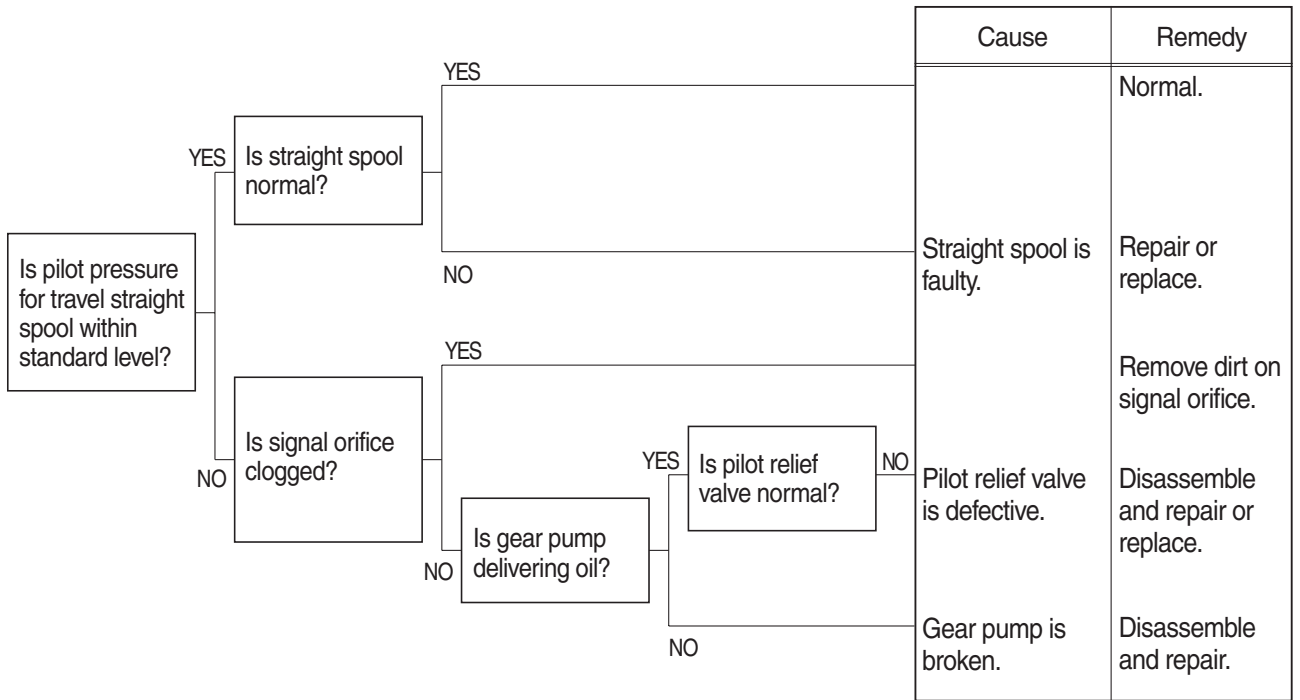 Cause
Remedy
YES
Normal.
YES
Is straight spool
normal?
NO
Straight spool is
faulty.
Repair or
replace.
Is pilot pressure
for travel straight
spool within
standard level?
YES
Remove dirt on
signal orifice.
NO
Is signal orifice
clogged?
YES
Is pilot relief
valve normal?
NO
Pilot relief valve
is defective.
Disassemble
and repair or
replace.
NO
Is gear pump
delivering oil?
NO
Gear pump is
broken.
Disassemble
and repair.